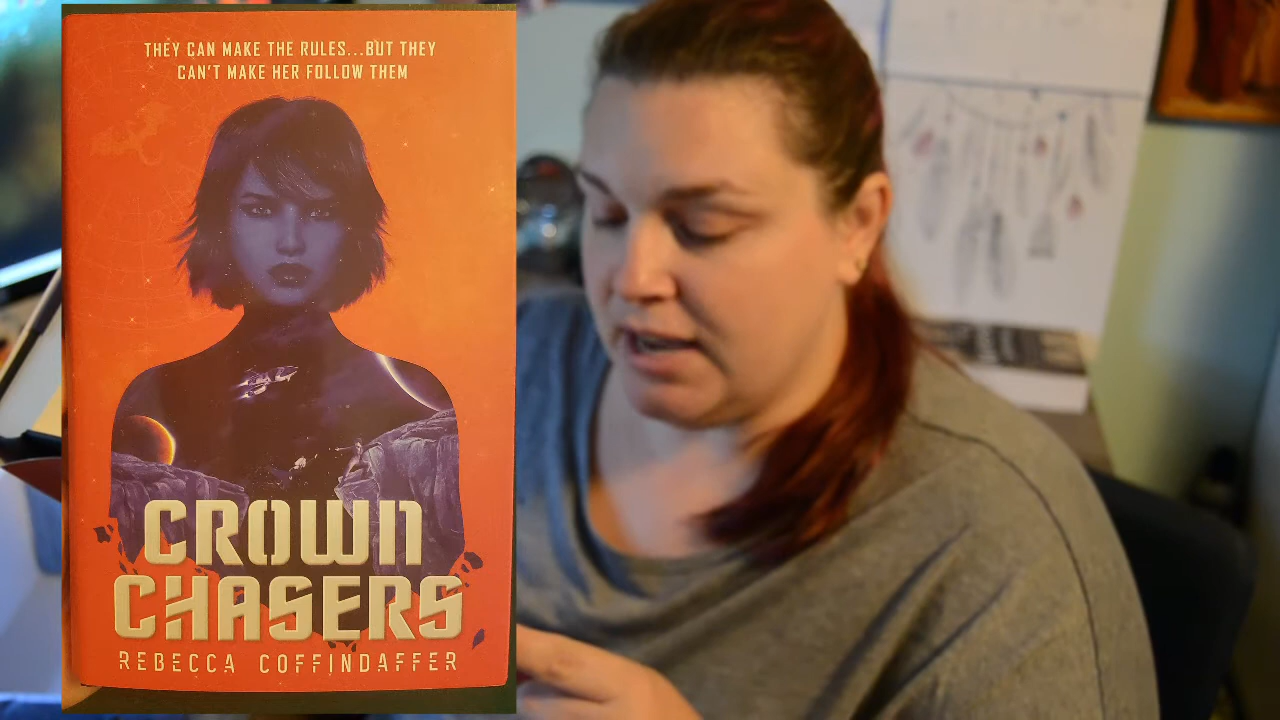 THEY CAN MAKE THE RULES...BUT THEY
CAN'T MAKE HER FOLLOW THEM
CROWN
CHASERS
REBECCA COFFINDAFFER